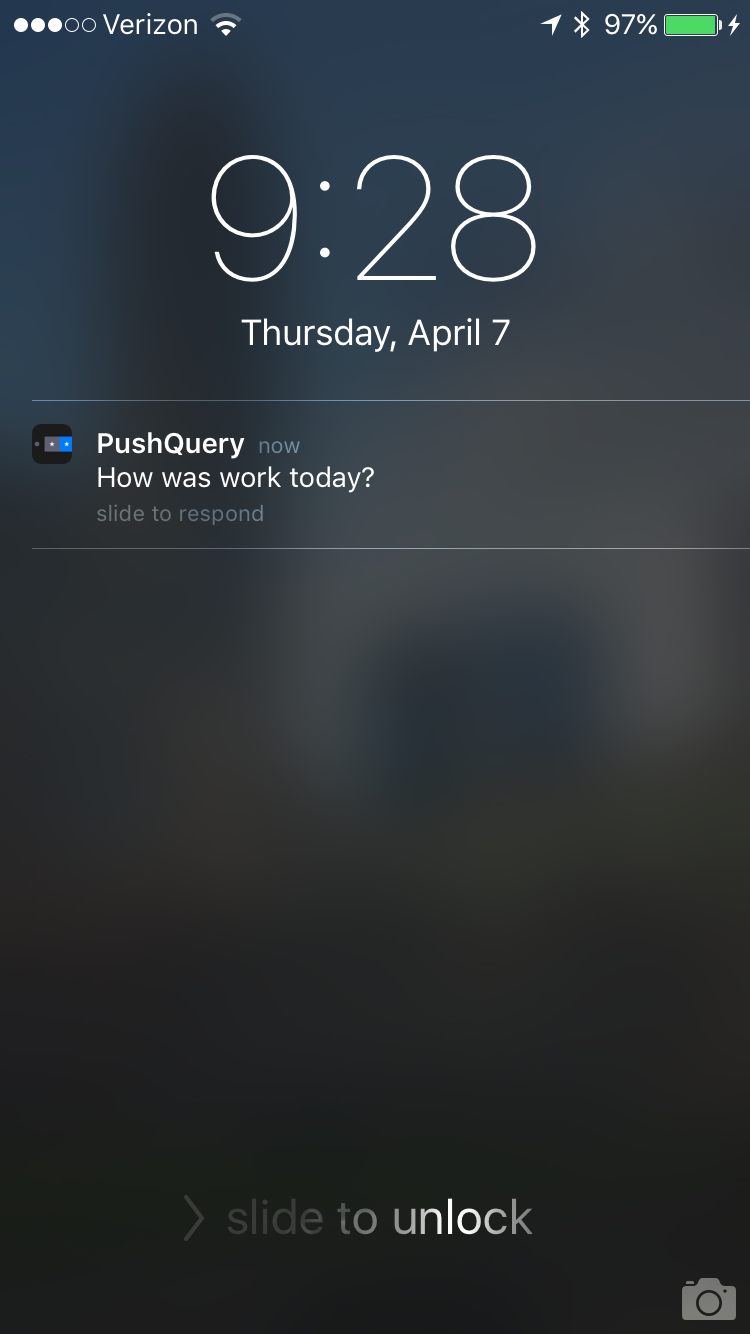 Verizon 97%
9:28
Thursday, April 7
PushQuery now
How was work today?
slide to respond
slide to unlock